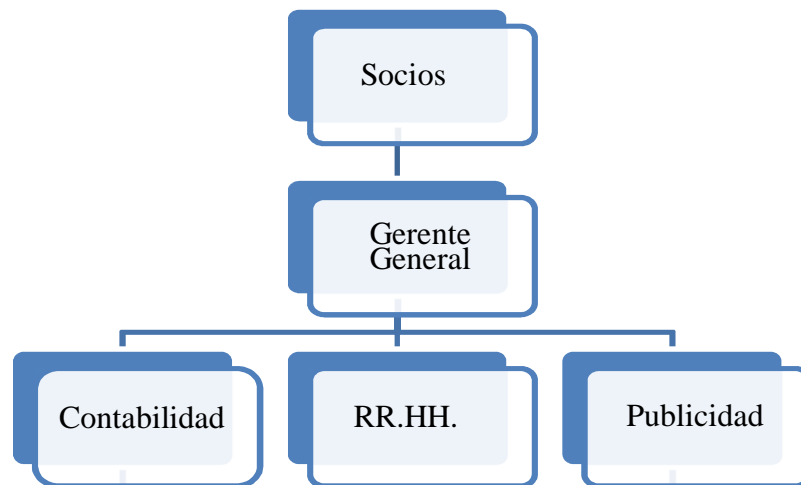 Socios
Gerente
General
Contabilidad
RR.HH.
Publicidad